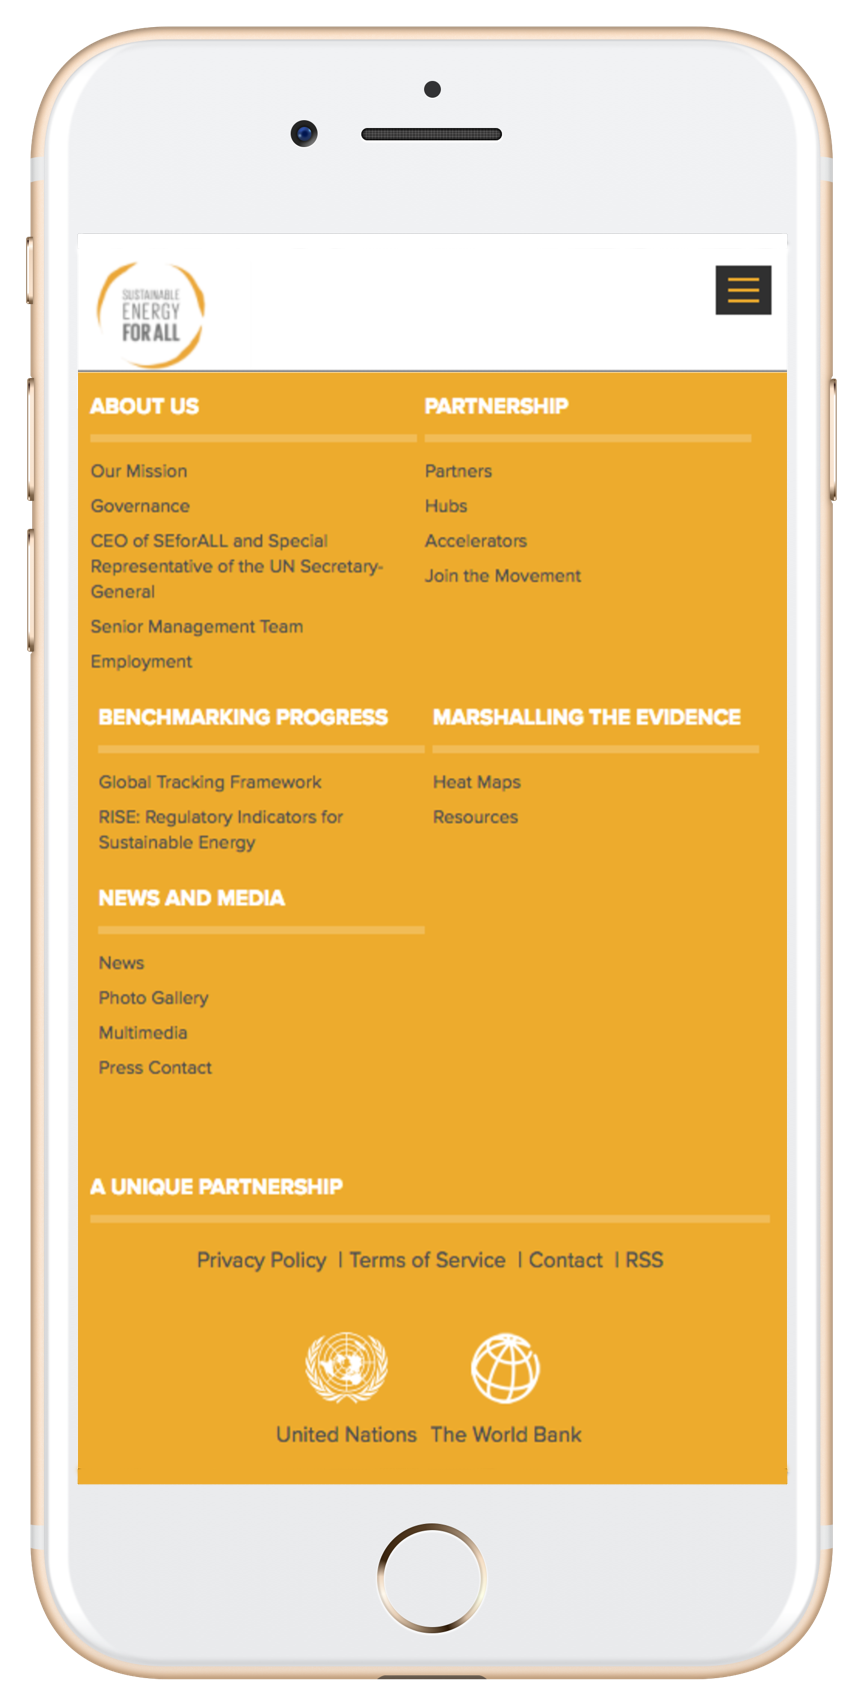 SUSTAINABLE
ENERGY
FOR ALL
ABOUT US
Our Mission
Governance
CEO of SEforALL and Special
Representative of the UN Secretary-
General
Senior Management Team
Employment
PARTNERSHIP
Partners
Hubs
Accelerators
Join the Movement
BENCHMARKING PROGRESS
Global Tracking Framework
RISE: Regulatory Indicators for
Sustainable Energy
MARSHALLING THE EVIDENCE
Heat Maps
Resources
NEWS AND MEDIA
News
Photo Gallery
Multimedia
Press Contact
A UNIQUE PARTNERSHIP
Privacy Policy | Terms of Service | Contact | RSS
United Nations The World Bank